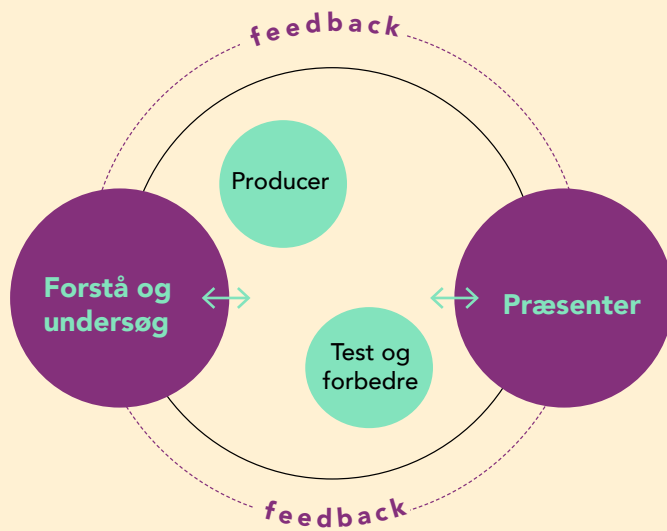 feedback
Producer
Forstå og
undersøg
Præsenter
Test og
forbedre
feedback